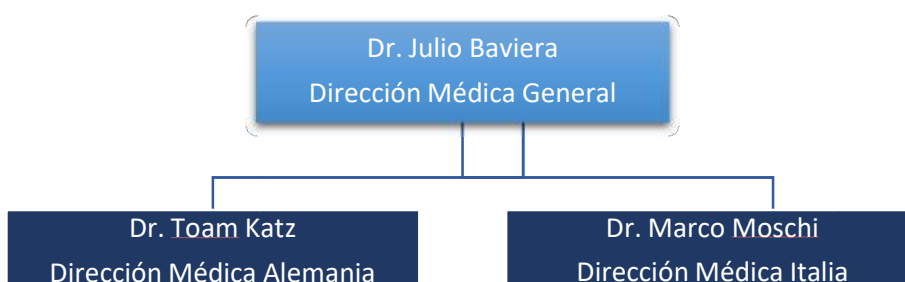 Dr. Julio Baviera
Dirección Médica General
Dr. Toam Katz
Dirección Médica Alemania
Dr. Marco Moschi
Dirección Médica Italia